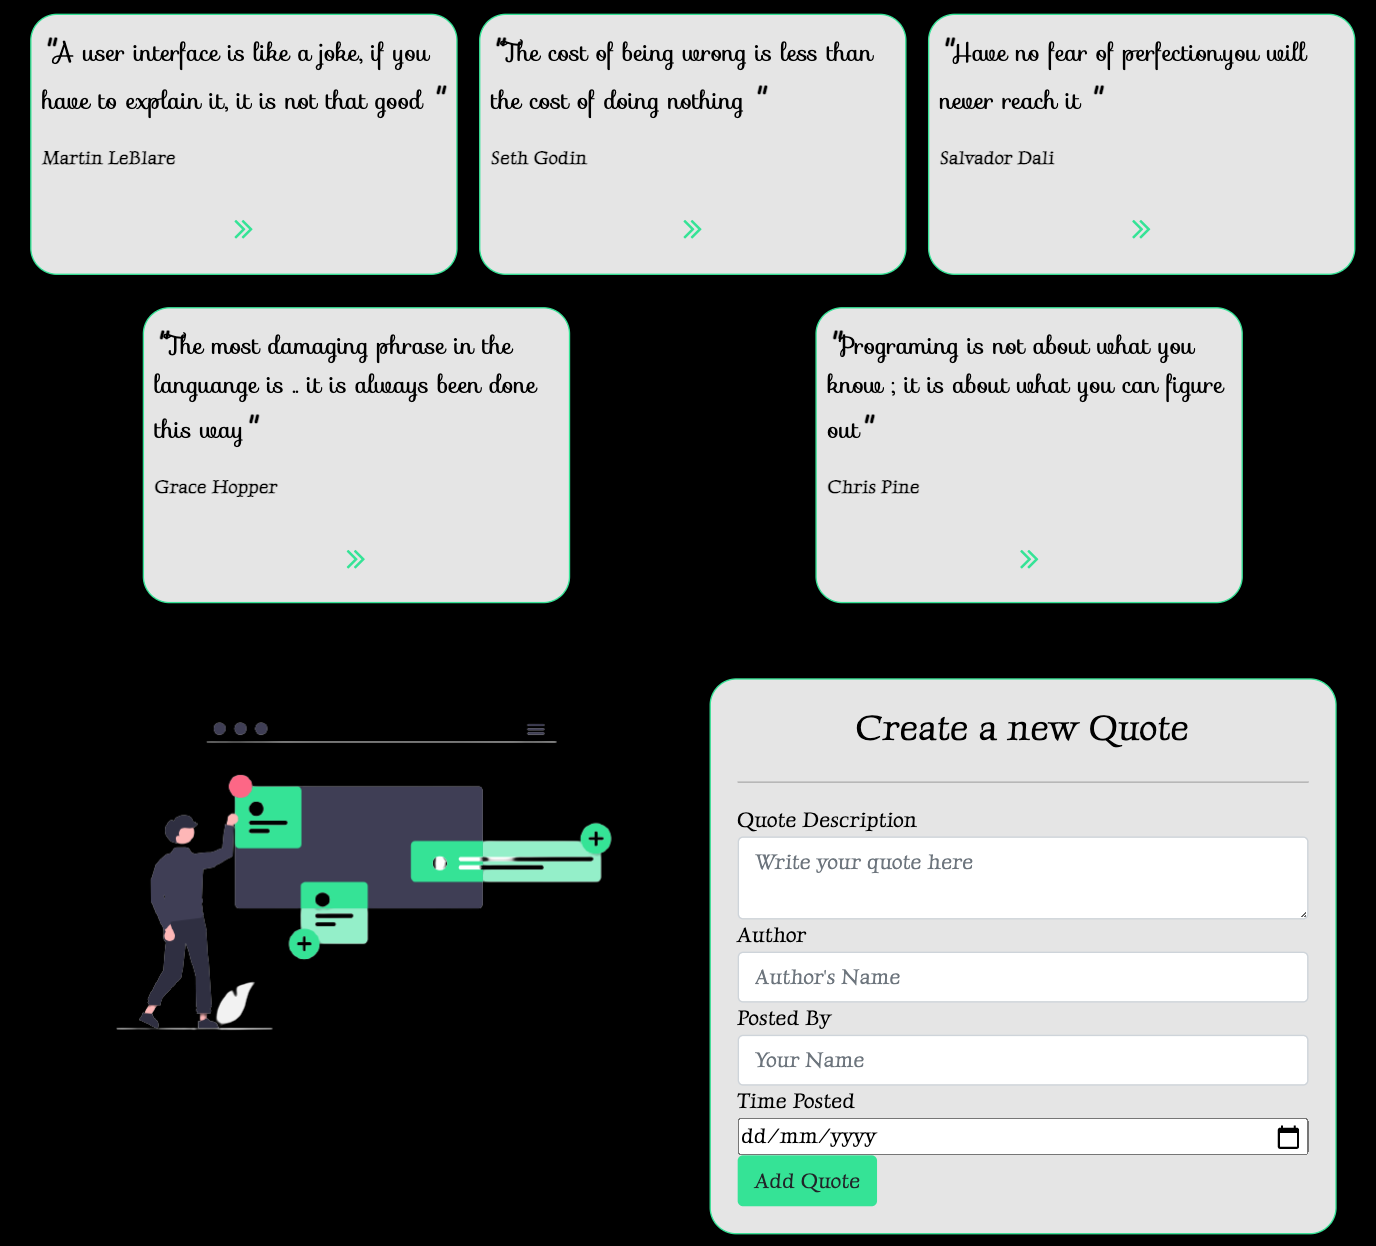 "A user interface is like a joke, if you
have to explain it, it is not that good "
Martin LeBlare
"The cost of being wrong is less than
the cost of doing nothing "
Seth Godin
"Have no fear of perfectionyou will
never reach it "
Salvador Dali
"The most damaging phrase in the
languange is .. it is always been done
this way"
Grace Hopper
"Programing is not about what you
know ; it is about what you can figure
out"
Chris Pine
Create a new Quote
Quote Description
Write your quote here
Author
Author's Name
Posted By
Your Name
Time Posted
dd/mm/yyyy
Add Quote